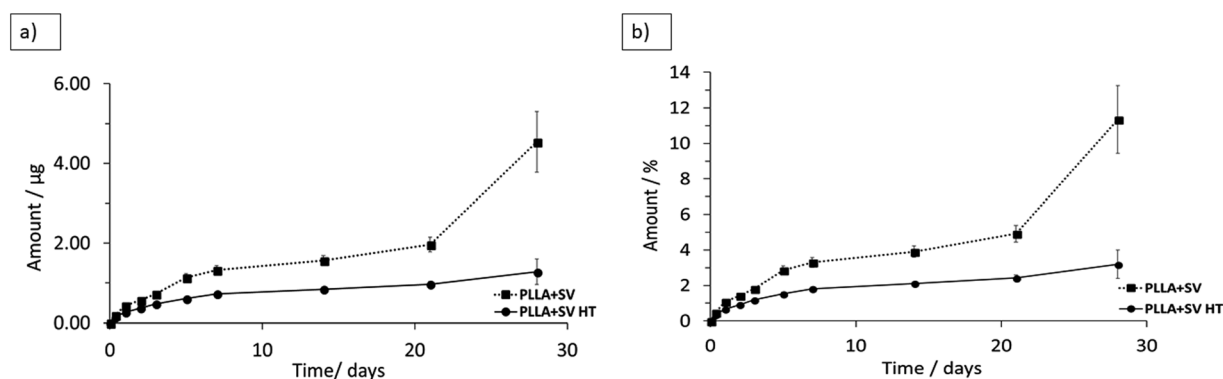 a)
6.00
4.00
2.00
0.00
Amount / µg
0
10
20
30
Time/ days
PLLA+SV
PLLA+SV HT
b)
14
12
10
8
6
4
2
0
Amount / %
0
10
20
30
Time / days
PLLA+SV
PLLA+SV HT